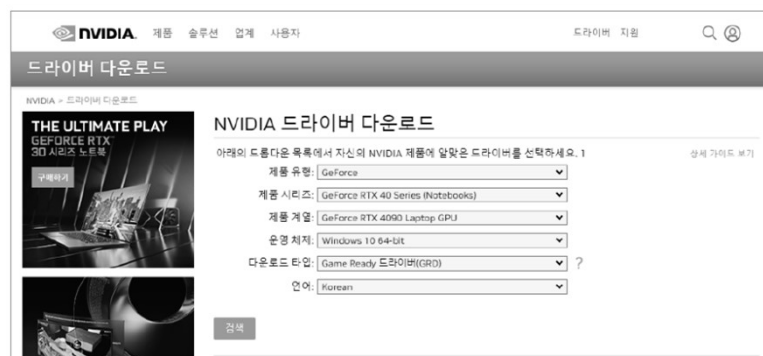 NVIDIA. 제품 솔루션 업계 사용자 드라이버 지원
드라이버 다운로드
NVIDIA > 드라이버 다운로드
THE ULTIMATE PLAY
GEFORCE RTX
30 시리즈 노트북
구매하기
NVIDIA 드라이버 다운로드
아래의 드롭다운 목록에서 자신의 NVIDIA 제품에 알맞은 드라이버를 선택하세요. 1 상세 가이드 보기
제품 유형: GeForce
제품 시리즈: GeForce RTX 40 Series (Notebooks)
제품 계열: GeForce RTX 4090 Laptop GPU
운영 체제: Windows 10 64-bit
다운로드 타입: Game Ready 드라이버(GRD) ?
언어: Korean
검색